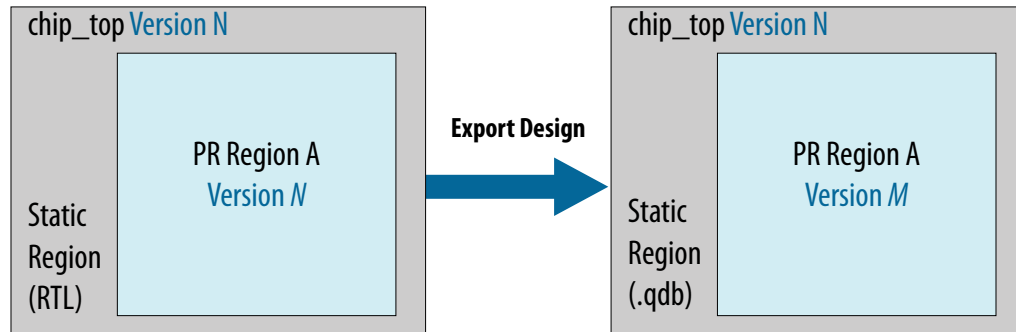 chip_top Version N
PR Region A
Version N
Static
Region
(RTL)
Export Design
chip_top Version N
PR Region A
Version M
Static
Region
(.qdb)